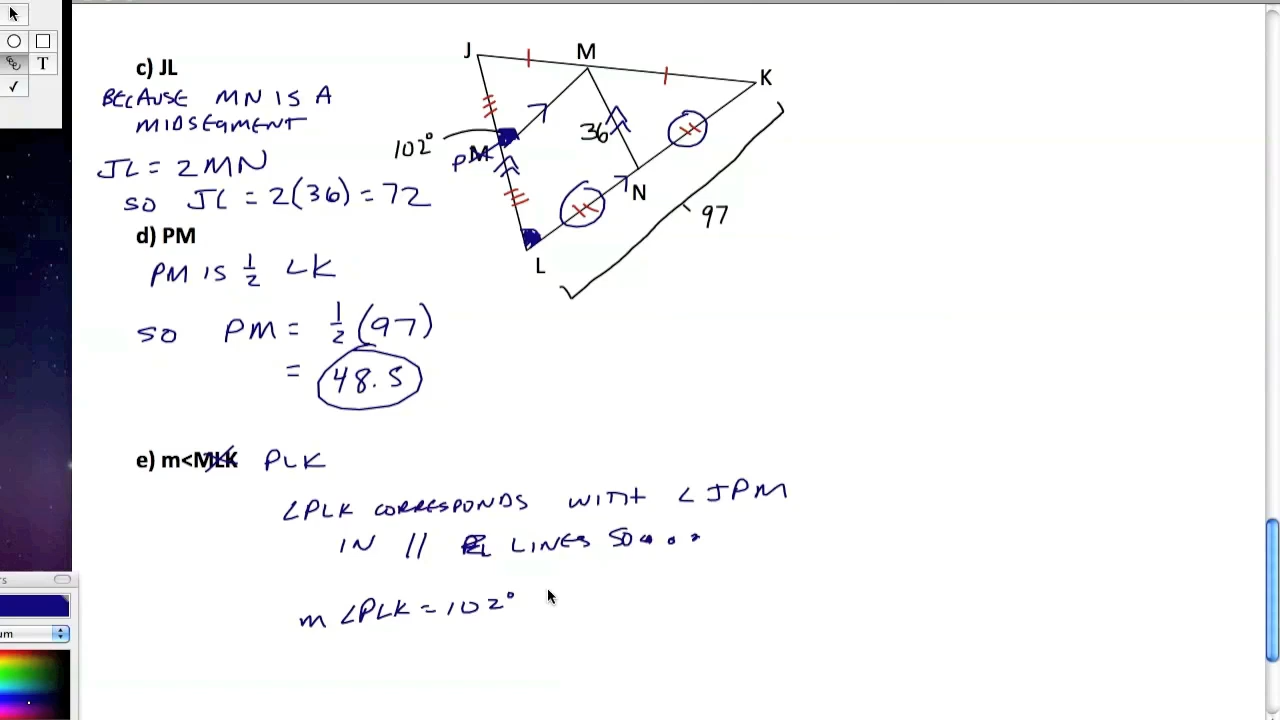 c) JL
BECAUSE MN IS A
MIDSEGMENT
JL = 2MN
SO JL = 2(36) = 72
d) PM
PM IS 1/2 LK
SO PM = 1/2 (97)
= 48.5
e) m<MLK PLK
∠PLK CORRESPONDS WITH ∠JPM
IN // LINES SO...
m ∠PLK = 102°
J
M
K
102°
P
36
N
97
L
T
rs
um